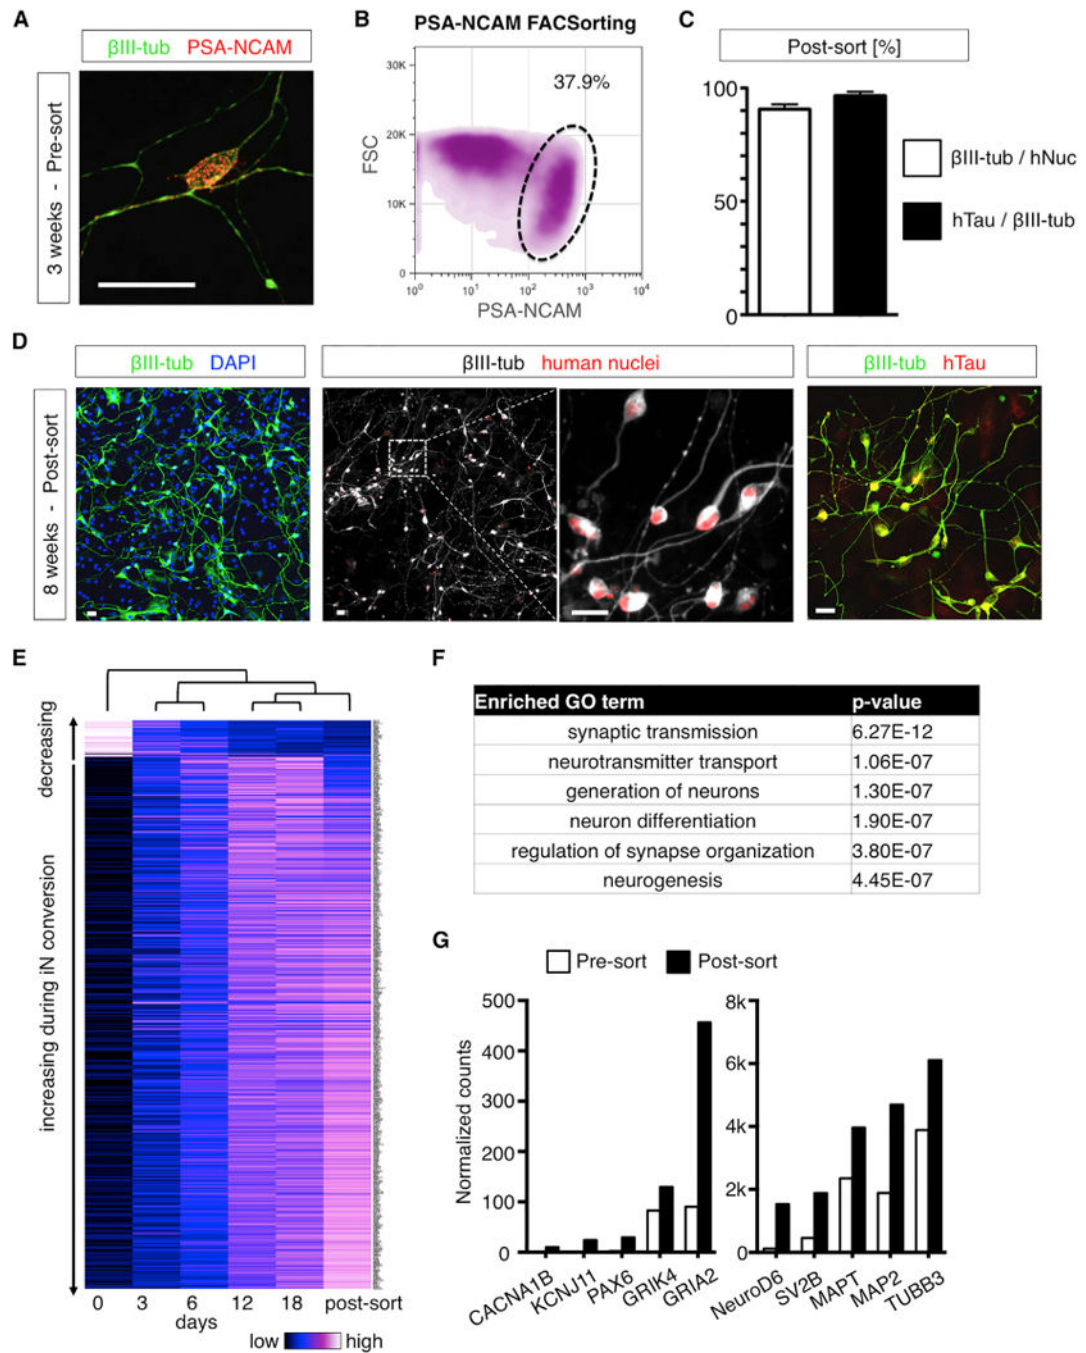 A
βIII-tub PSA-NCAM
3 weeks - Pre-sort
B
PSA-NCAM FACSorting
37.9%
FSC
30K
20K
10K
0
10⁰ 10¹ 10² 10³ 10⁴
PSA-NCAM
C
Post-sort [%]
100
50
0
βIII-tub / hNuc
hTau / βIII-tub
D
βIII-tub DAPI
βIII-tub human nuclei
βIII-tub hTau
8 weeks - Post-sort
E
decreasing
increasing during iN conversion
0 3 6 12 18 post-sort
days
low high
F
Enriched GO term p-value
synaptic transmission 6.27E-12
neurotransmitter transport 1.06E-07
generation of neurons 1.30E-07
neuron differentiation 1.90E-07
regulation of synapse organization 3.80E-07
neurogenesis 4.45E-07
G
Pre-sort Post-sort
Normalized counts
500
400
300
200
100
0
CACNA1B KCNJ11 PAX6 GRIK4 GRIA2
8k
6k
4k
2k
0
NeuroD6 SV2B MAPT MAP2 TUBB3